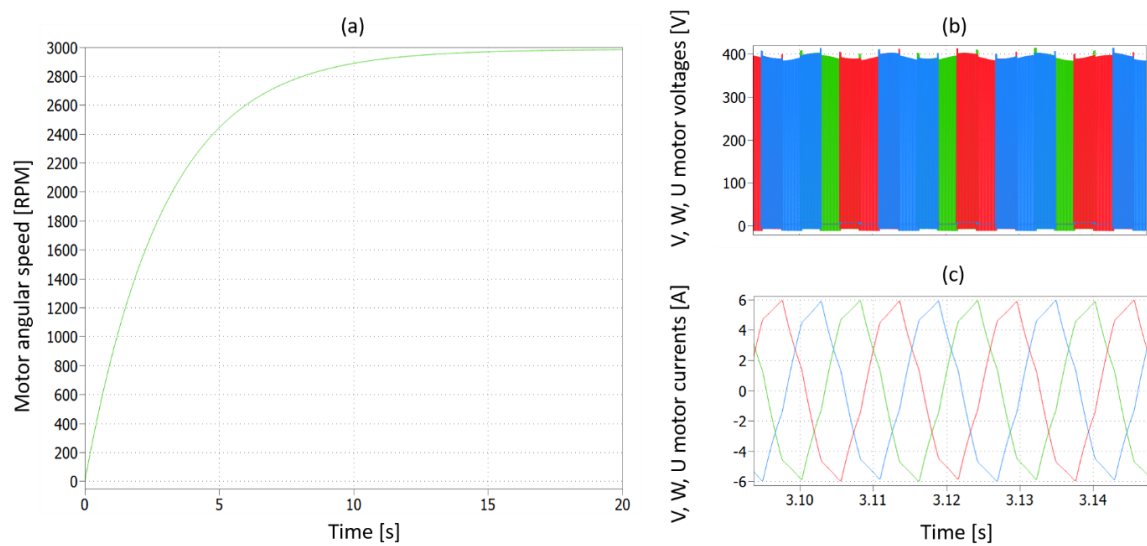 (a)
3000
2800
2600
2400
2200
2000
1800
1600
1400
1200
1000
800
600
400
200
0
Motor angular speed [RPM]
0 5 10 15 20
Time [s]
(b)
V, W, U motor voltages [V]
400
300
200
100
0
(c)
V, W, U motor currents [A]
6
4
2
0
-2
-4
-6
3.10 3.11 3.12 3.13 3.14
Time [s]